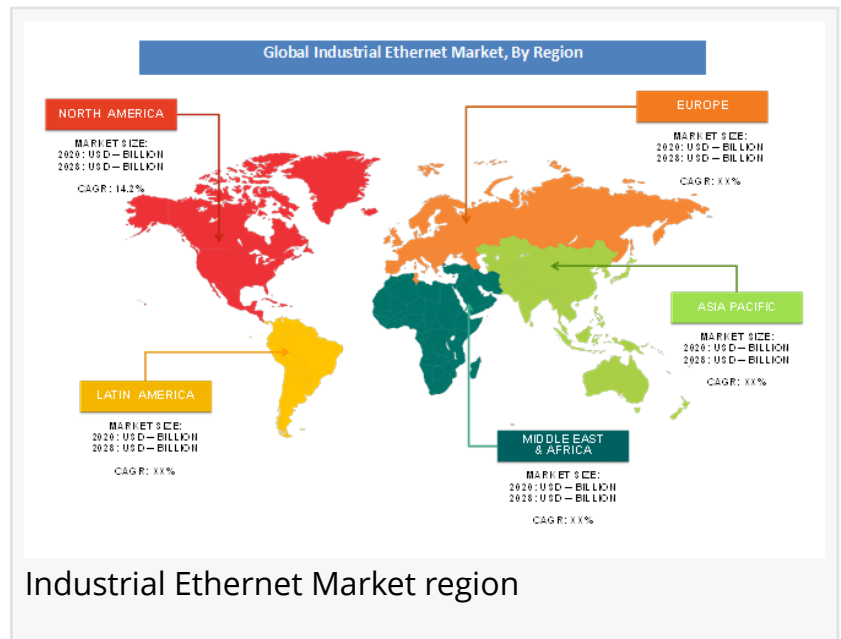 Global Industrial Ethernet Market, By Region
NORTH AMERICA
MARKET SIZE:
2020: USD – BILLION
2028: USD – BILLION
CAGR: 14.2%
EUROPE
MARKET SIZE:
2020: USD – BILLION
2028: USD – BILLION
CAGR: XX%
ASIA PACIFIC
MARKET SIZE:
2020: USD – BILLION
2028: USD – BILLION
CAGR: XX%
LATIN AMERICA
MARKET SIZE:
2020: USD – BILLION
2028: USD – BILLION
CAGR: XX%
MIDDLE EAST
& AFRICA
MARKET SIZE:
2020: USD – BILLION
2028: USD – BILLION
CAGR: XX%
Industrial Ethernet Market region